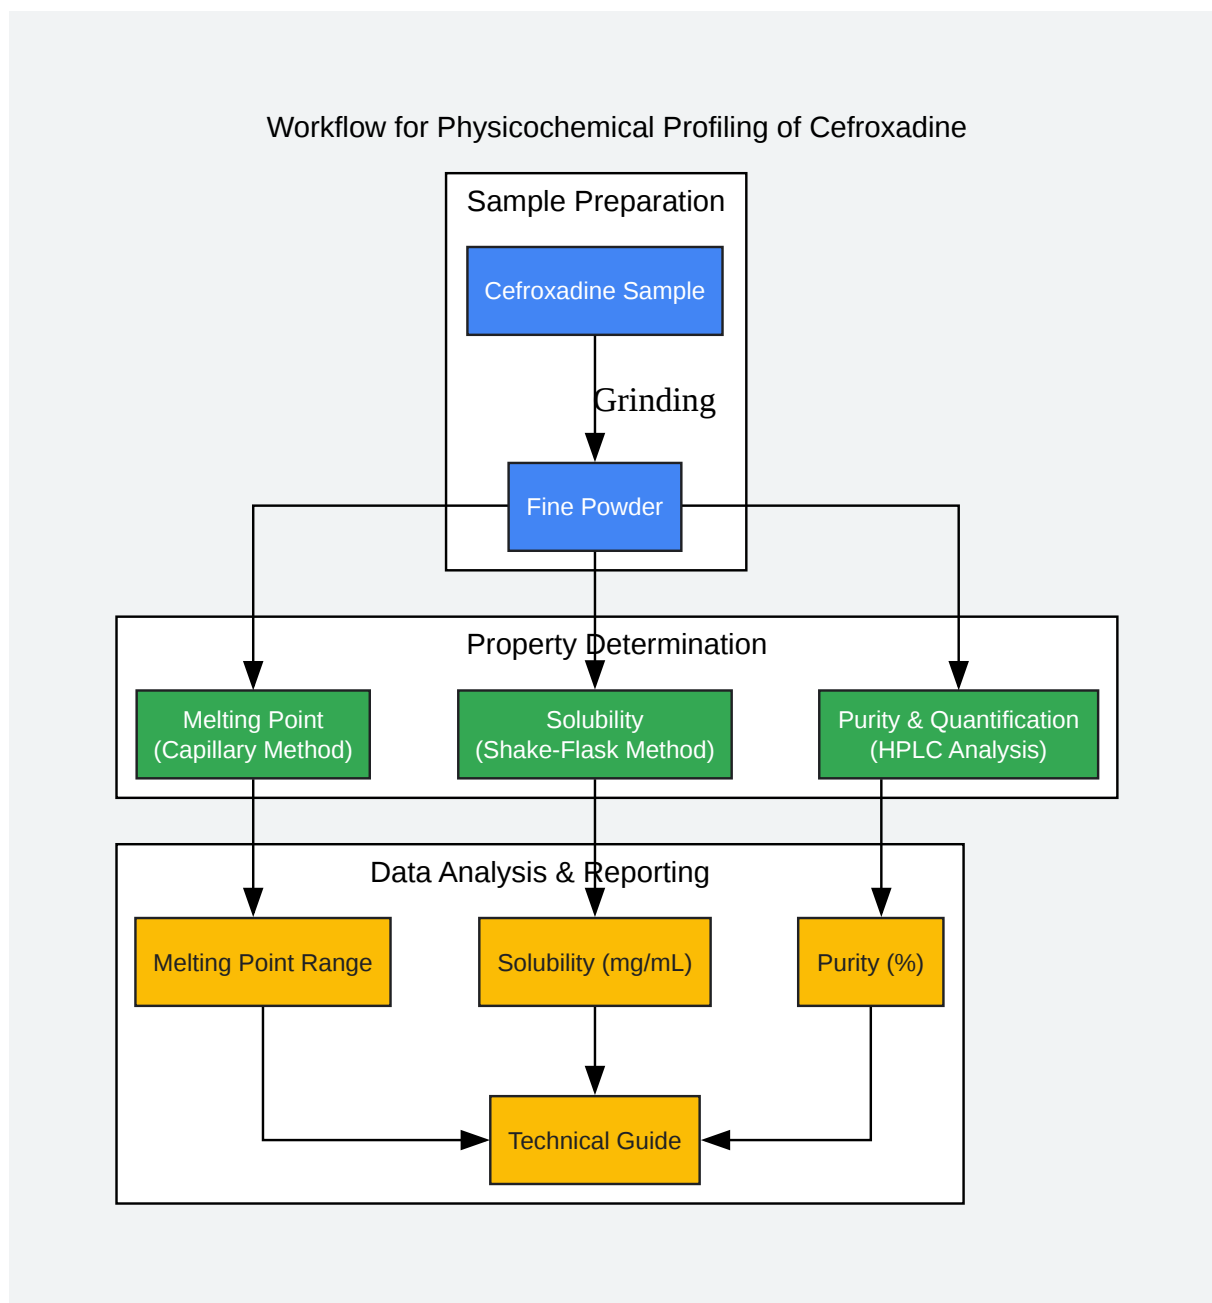 Workflow for Physicochemical Profiling of Cefroxadine
Sample Preparation
Cefroxadine Sample
Grinding
Fine Powder
Property Determination
Melting Point
(Capillary Method)
Solubility
(Shake-Flask Method)
Purity & Quantification
(HPLC Analysis)
Data Analysis & Reporting
Melting Point Range
Solubility (mg/mL)
Purity (%)
Technical Guide